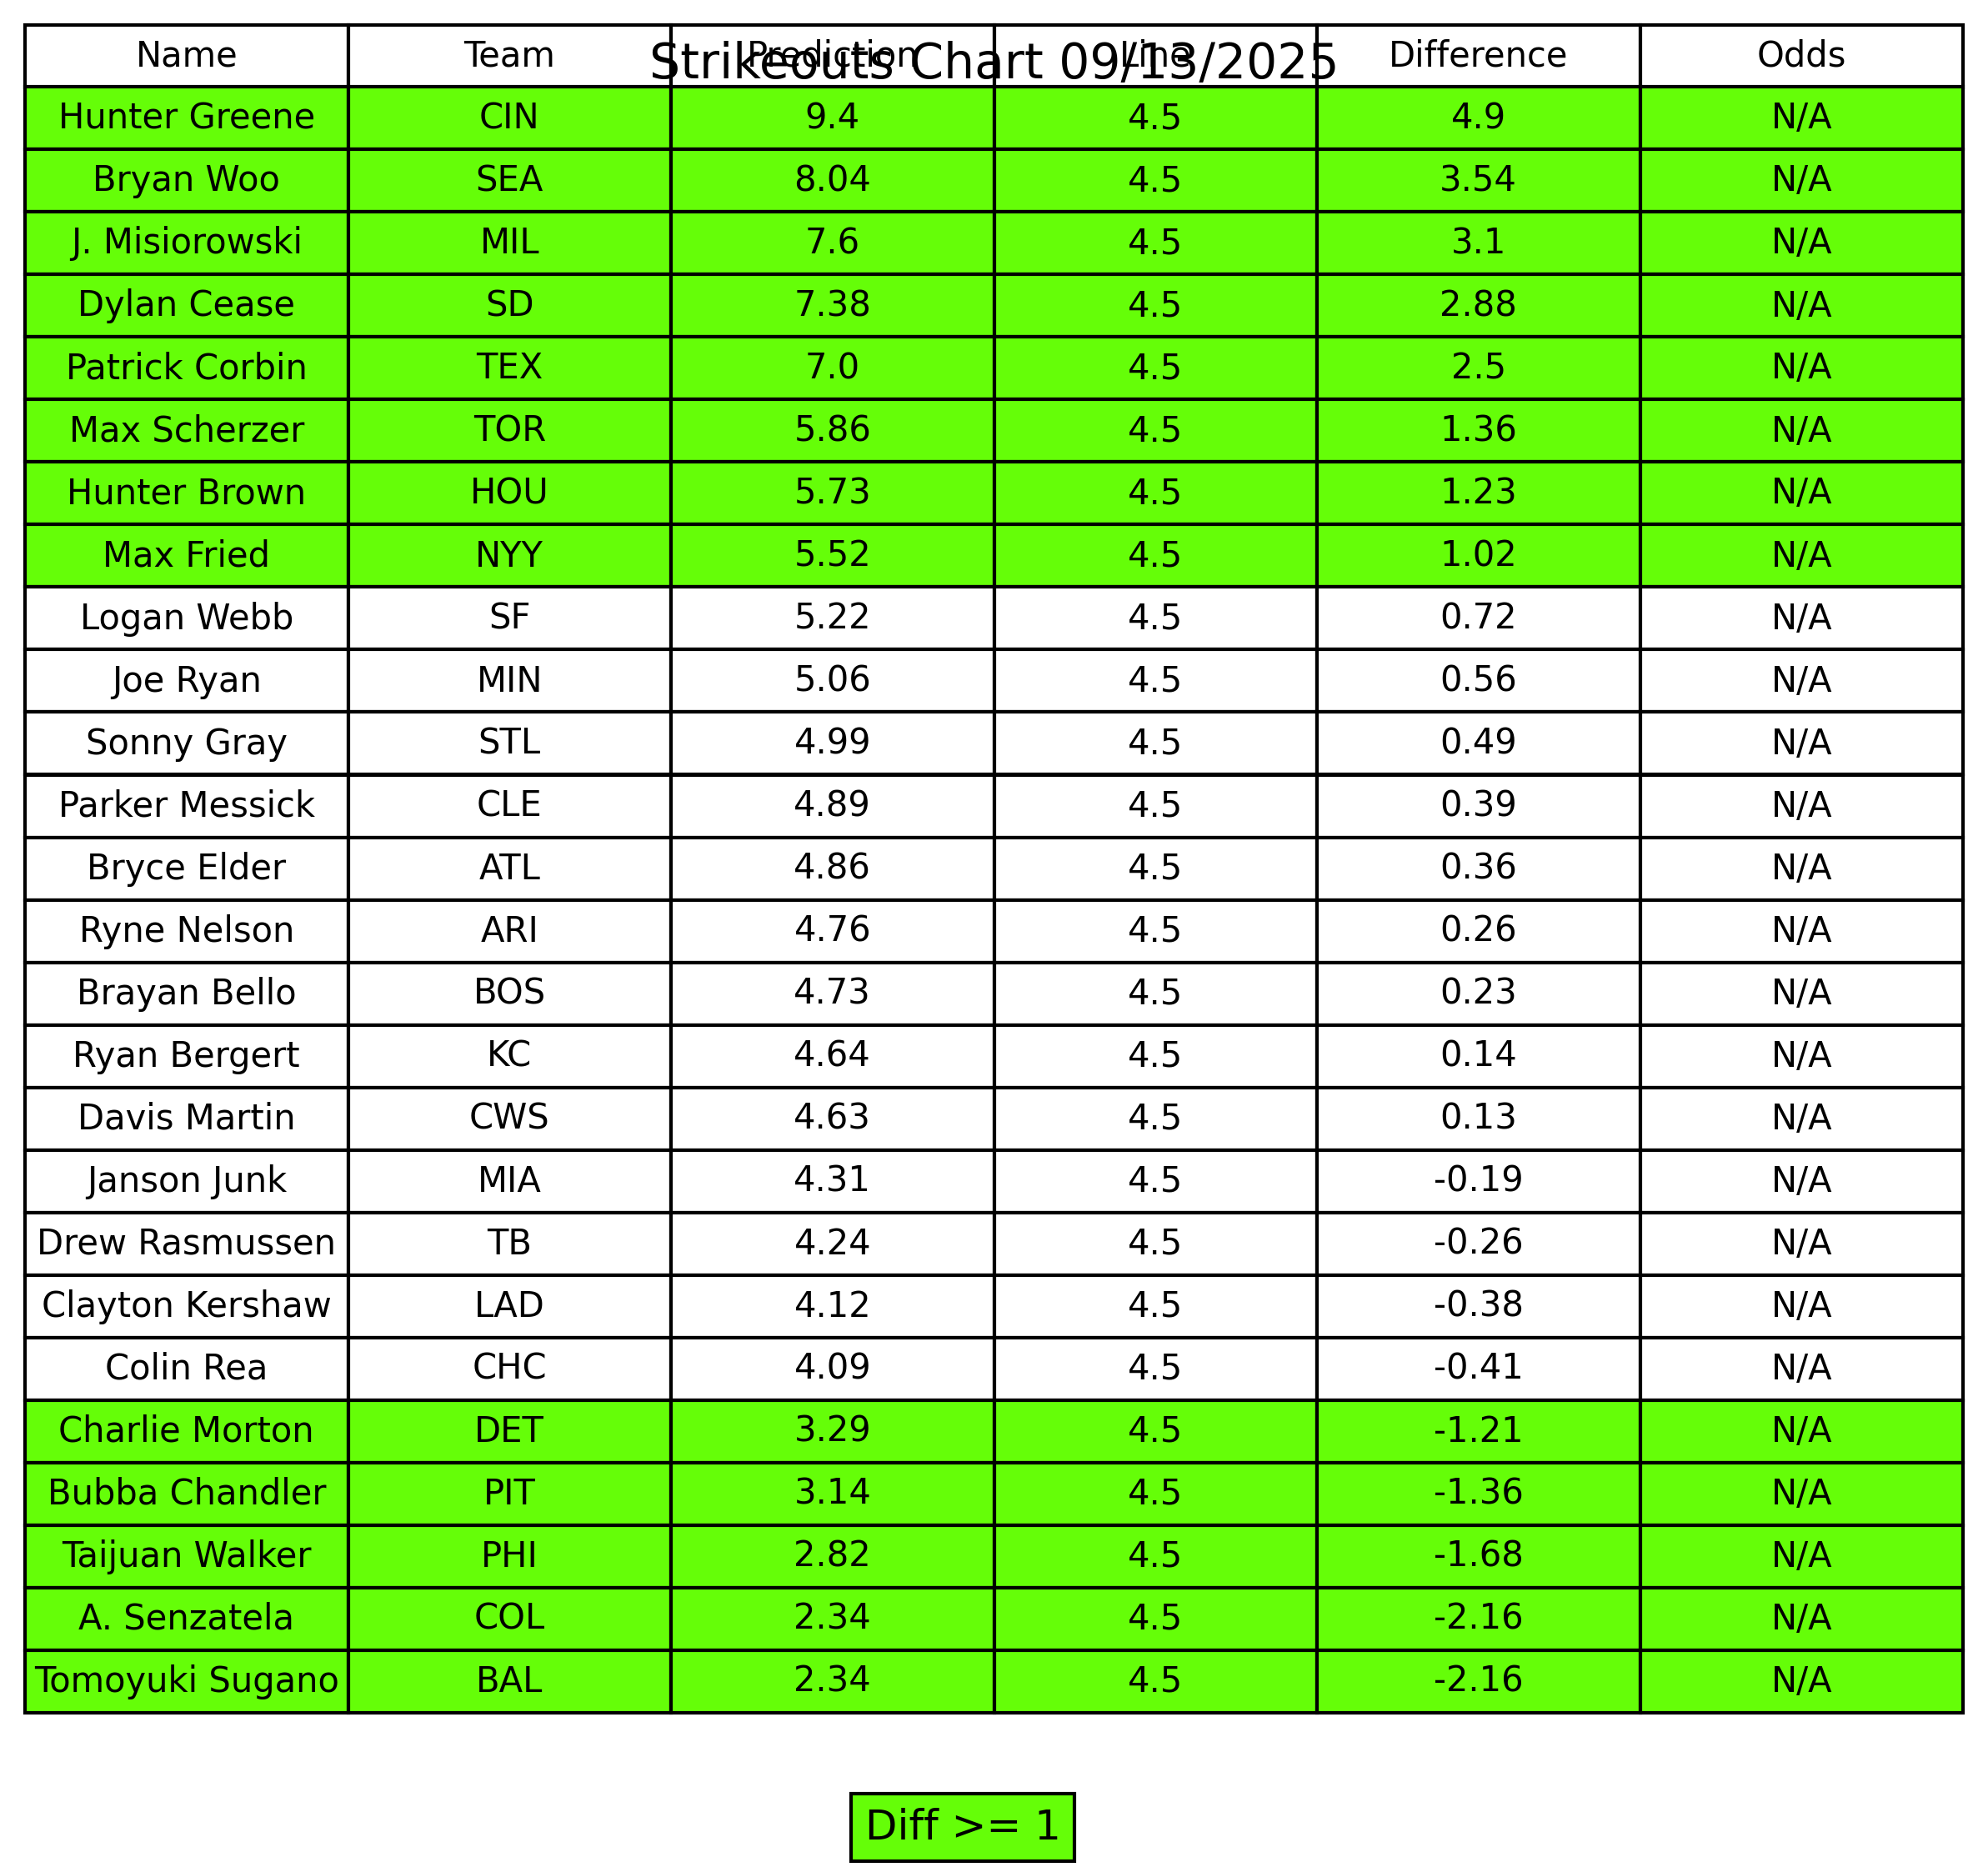 Strikeouts Chart 09/13/2025
Name Team Prediction Line Difference Odds
Hunter Greene CIN 9.4 4.5 4.9 N/A
Bryan Woo SEA 8.04 4.5 3.54 N/A
J. Misiorowski MIL 7.6 4.5 3.1 N/A
Dylan Cease SD 7.38 4.5 2.88 N/A
Patrick Corbin TEX 7.0 4.5 2.5 N/A
Max Scherzer TOR 5.86 4.5 1.36 N/A
Hunter Brown HOU 5.73 4.5 1.23 N/A
Max Fried NYY 5.52 4.5 1.02 N/A
Logan Webb SF 5.22 4.5 0.72 N/A
Joe Ryan MIN 5.06 4.5 0.56 N/A
Sonny Gray STL 4.99 4.5 0.49 N/A
Parker Messick CLE 4.89 4.5 0.39 N/A
Bryce Elder ATL 4.86 4.5 0.36 N/A
Ryne Nelson ARI 4.76 4.5 0.26 N/A
Brayan Bello BOS 4.73 4.5 0.23 N/A
Ryan Bergert KC 4.64 4.5 0.14 N/A
Davis Martin CWS 4.63 4.5 0.13 N/A
Janson Junk MIA 4.31 4.5 -0.19 N/A
Drew Rasmussen TB 4.24 4.5 -0.26 N/A
Clayton Kershaw LAD 4.12 4.5 -0.38 N/A
Colin Rea CHC 4.09 4.5 -0.41 N/A
Charlie Morton DET 3.29 4.5 -1.21 N/A
Bubba Chandler PIT 3.14 4.5 -1.36 N/A
Taijuan Walker PHI 2.82 4.5 -1.68 N/A
A. Senzatela COL 2.34 4.5 -2.16 N/A
Tomoyuki Sugano BAL 2.34 4.5 -2.16 N/A
Diff >= 1